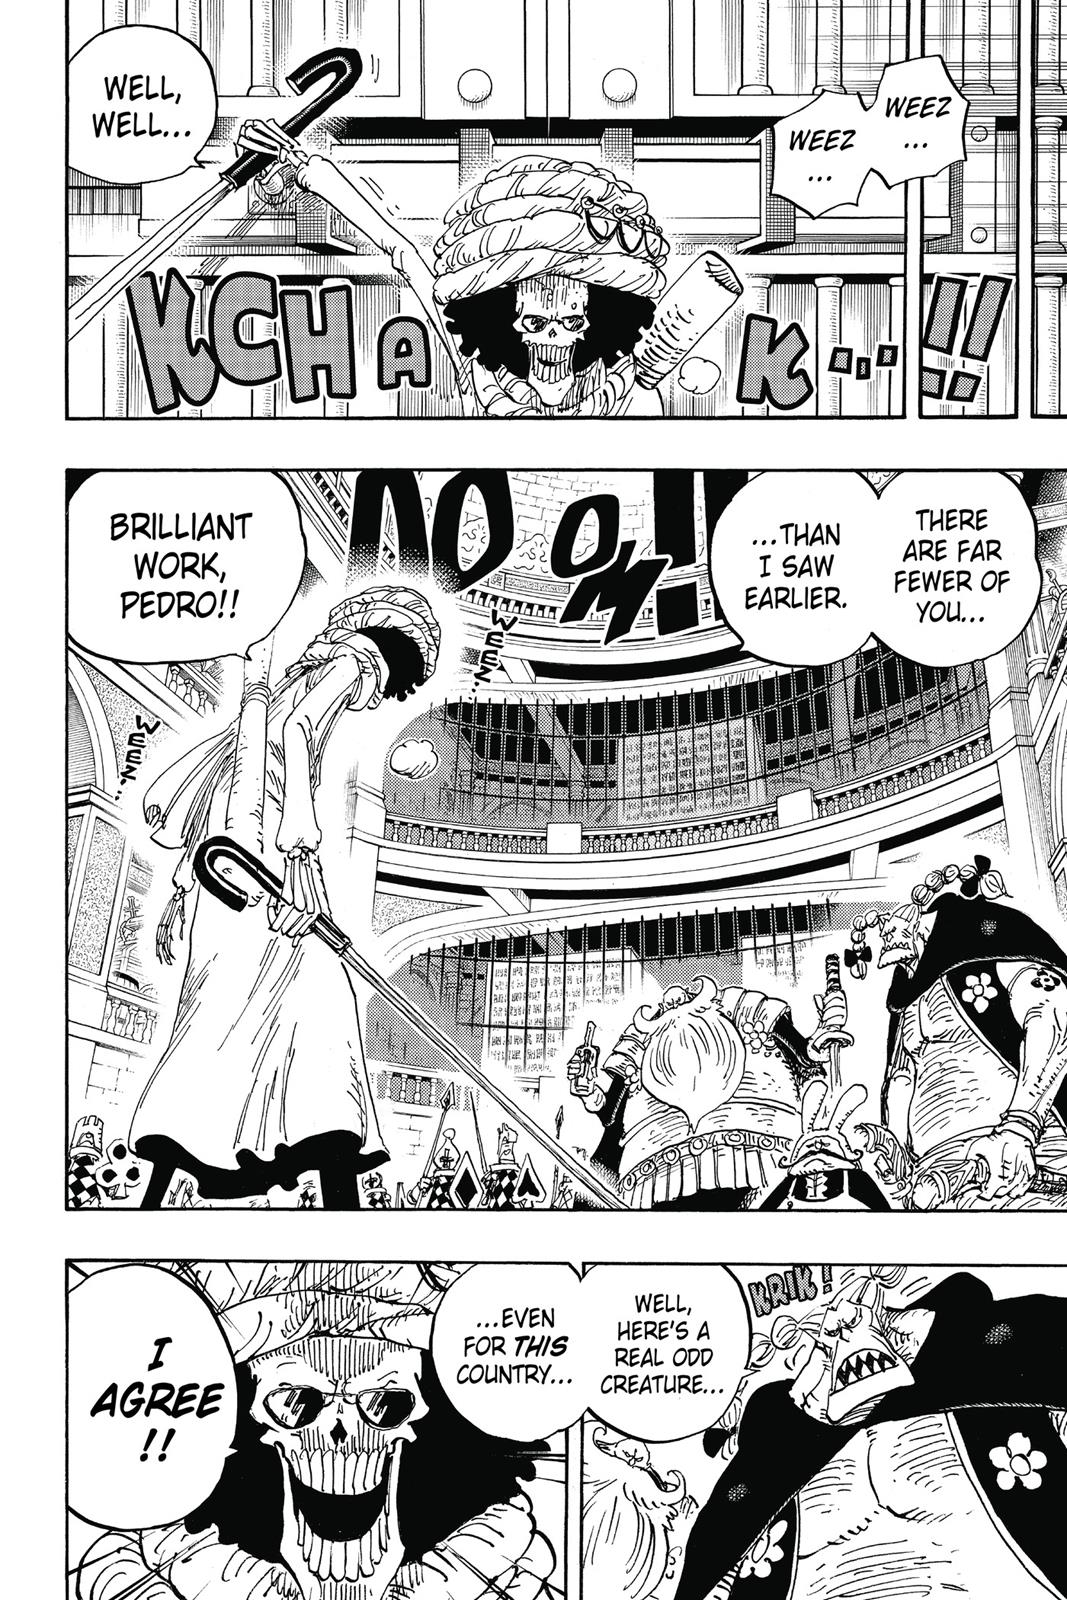 WEEZ
...
WEEZ
...
WELL,
WELL...
KCHAK...!!
THERE
ARE FAR
FEWER OF
YOU...
...THAN
I SAW
EARLIER.
DOOOM!!
BRILLIANT
WORK,
PEDRO!!
WEEZ...
WEEZ...
KRIK!
WELL,
HERE'S A
REAL ODD
CREATURE...
...EVEN
FOR THIS
COUNTRY...
I
AGREE
!!